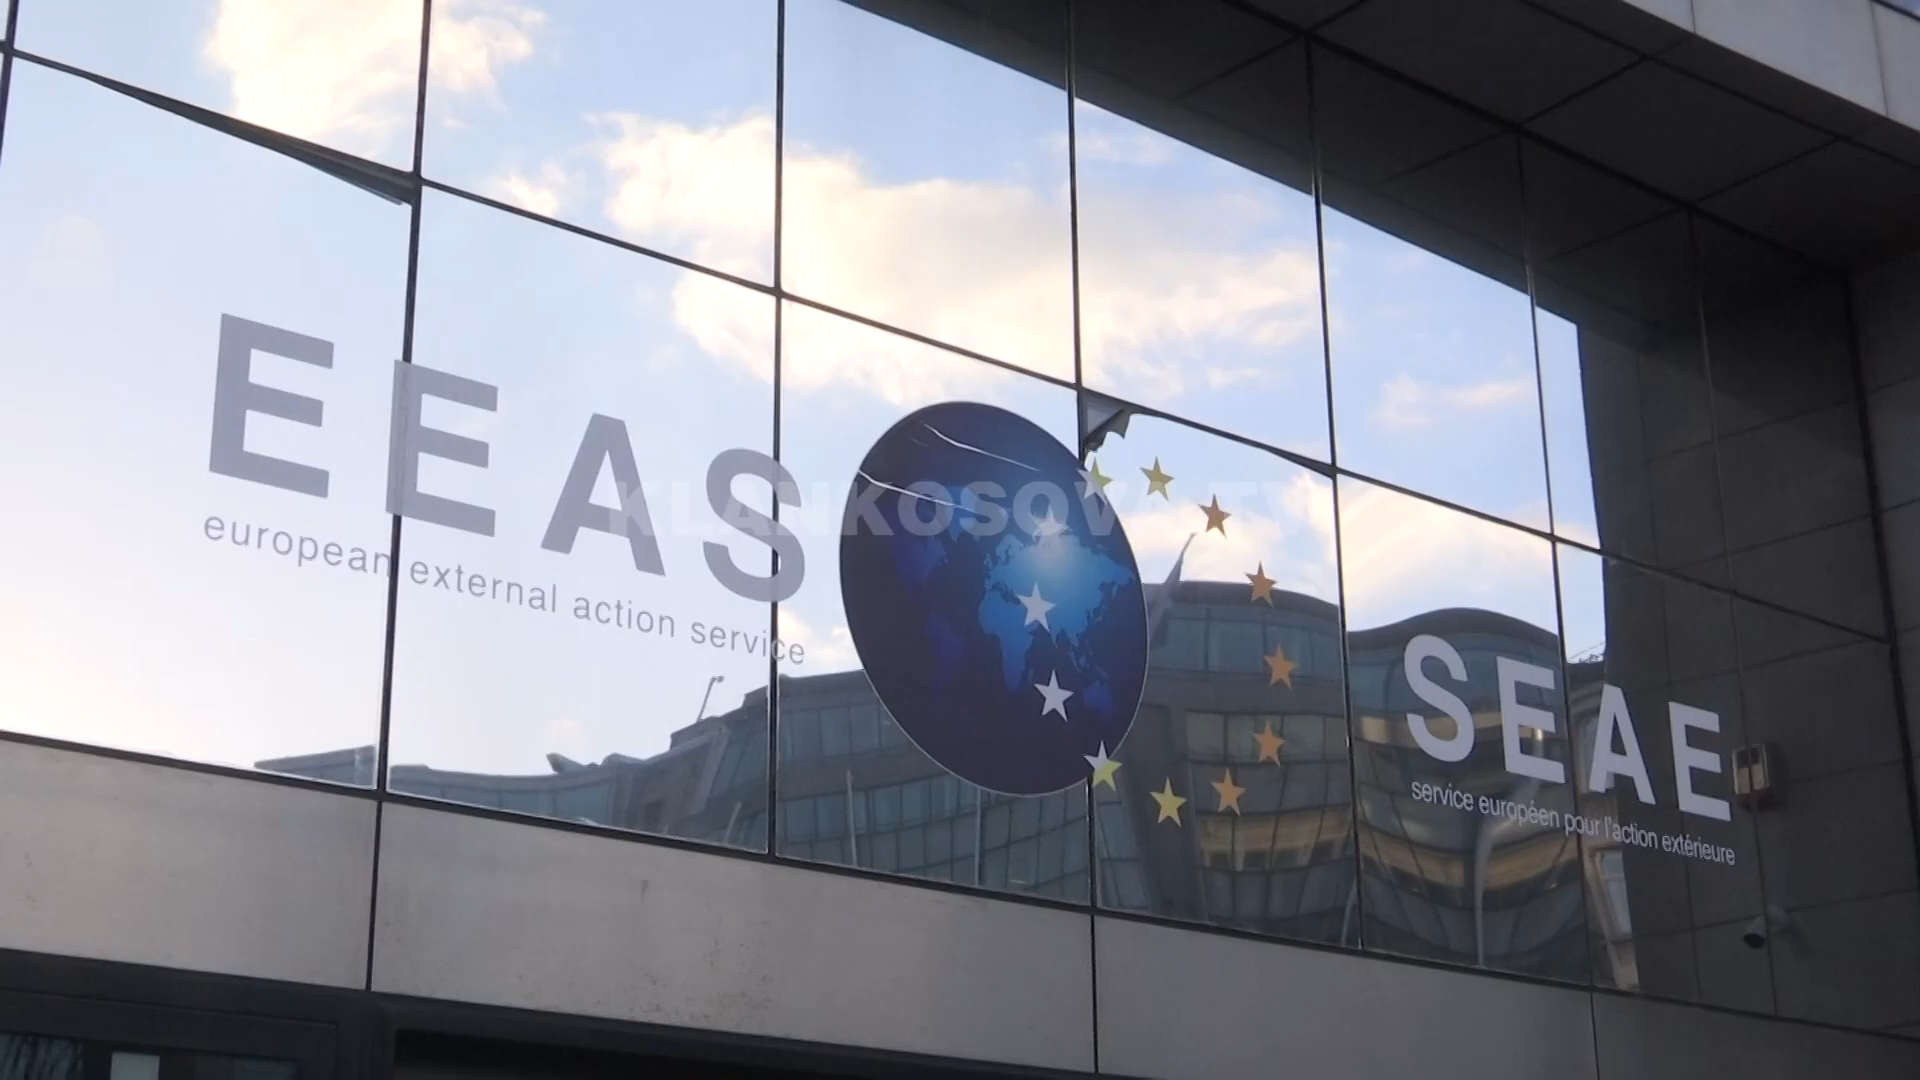 EEAS
european external action service
KLANKOSOVA.TV
SEAE
service européen pour l'action extérieure